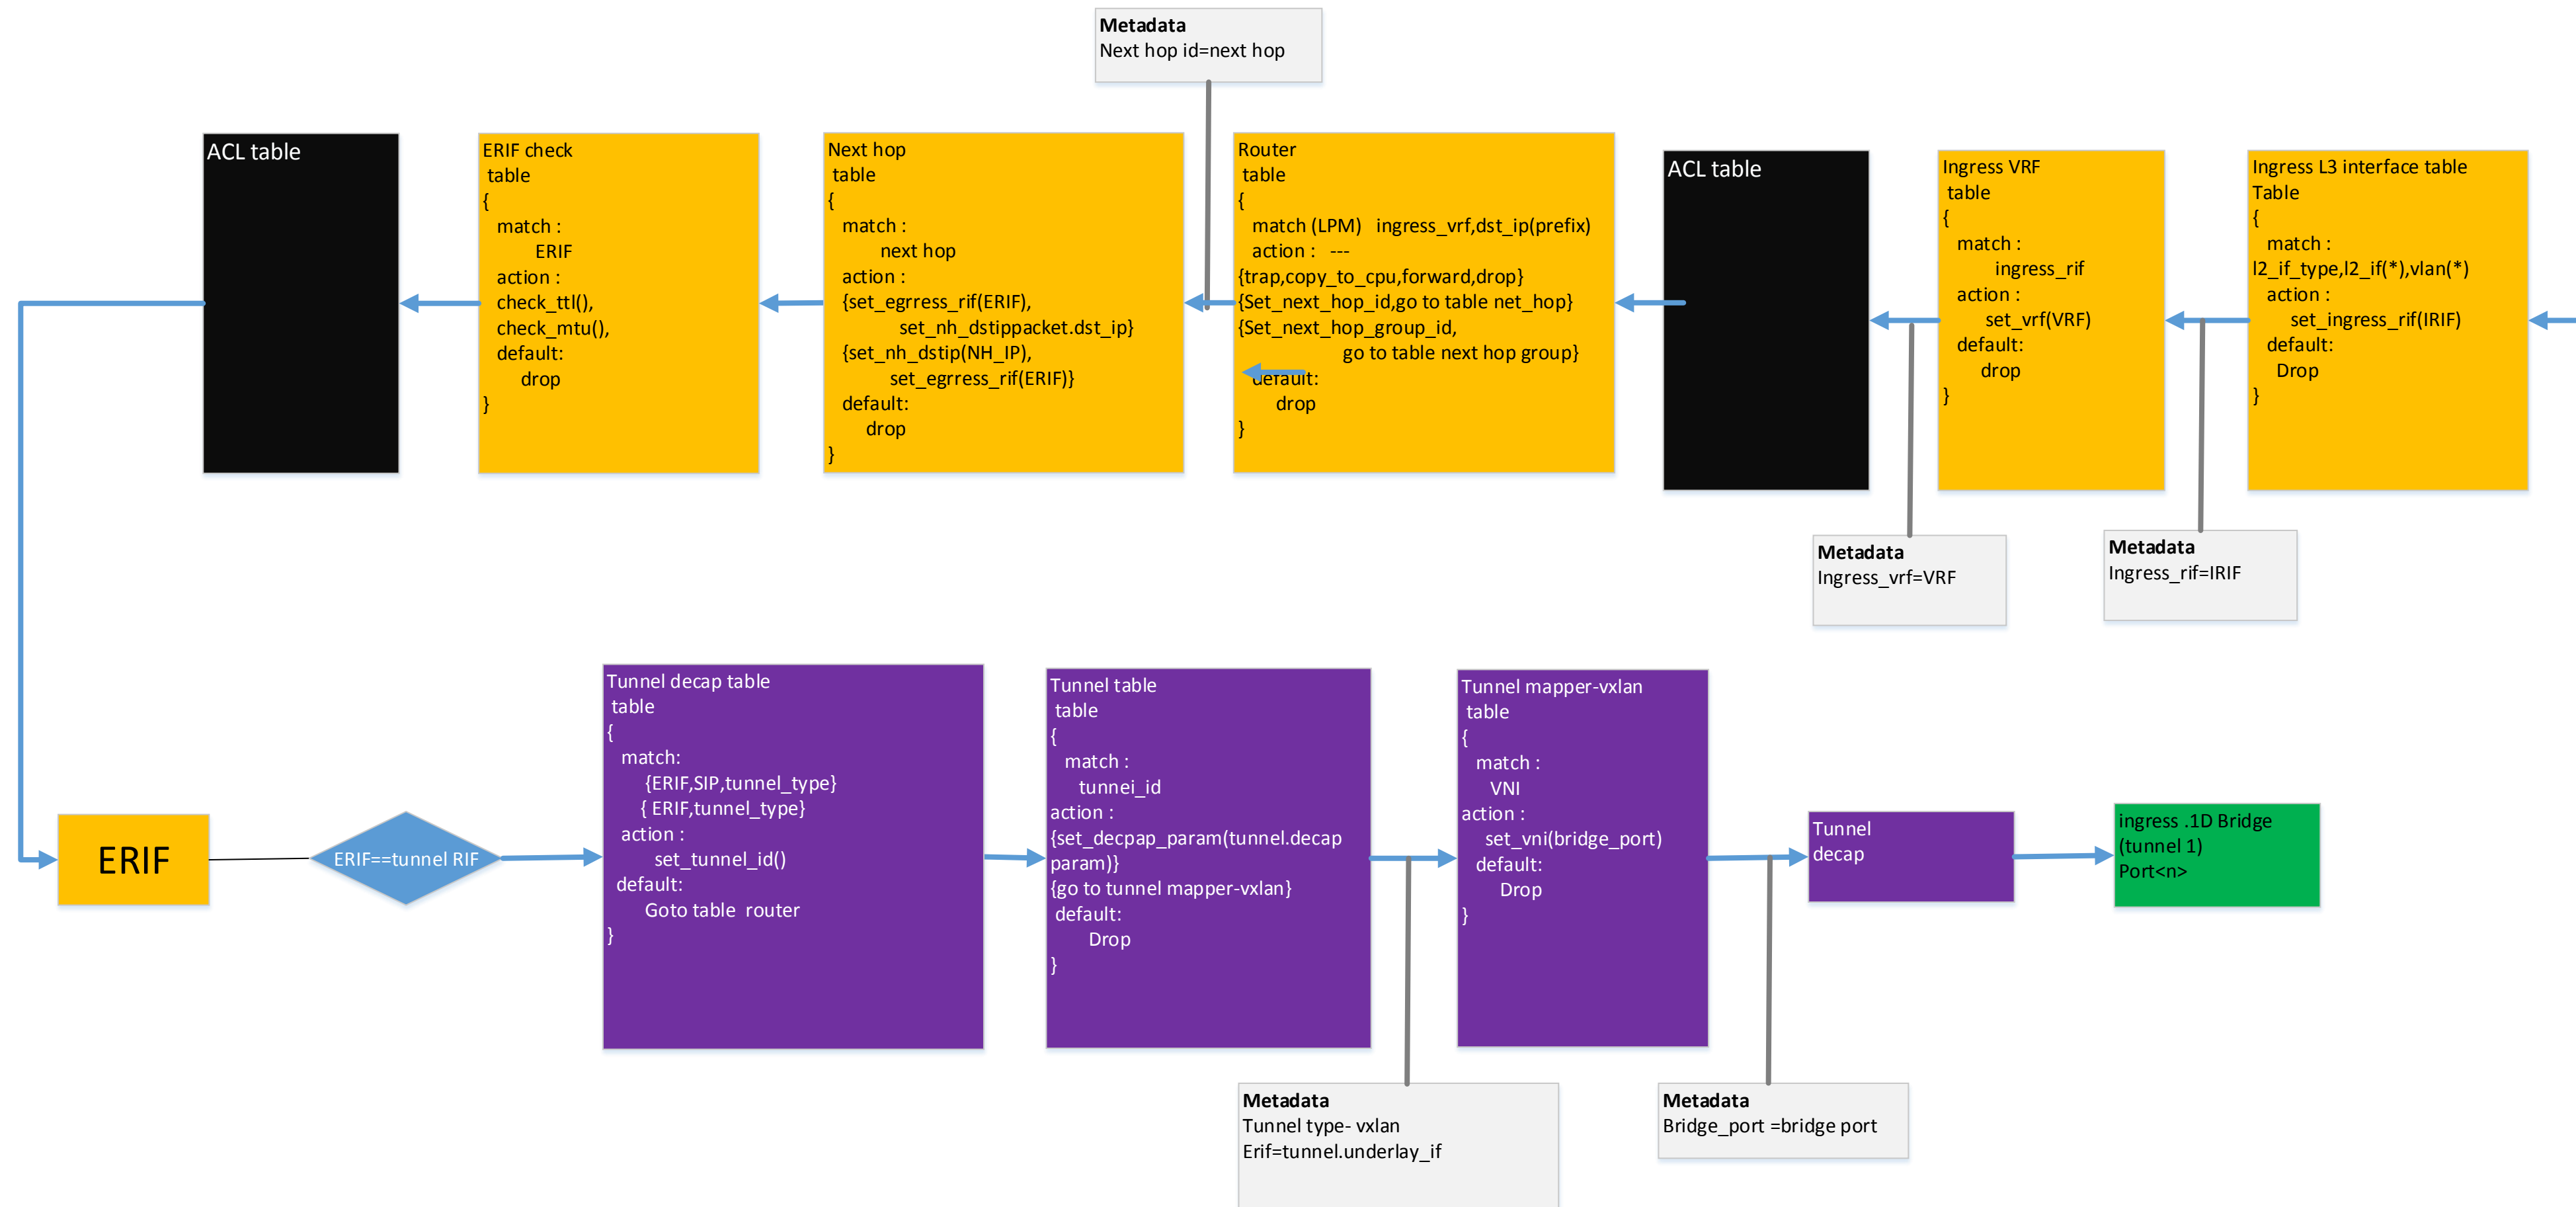 Metadata
Next hop id=next hop
ACL table
ERIF check
table
{
match :
ERIF
action :
check_ttl(),
check_mtu(),
default:
drop
}
Next hop
table
{
match :
next hop
action :
{set_egrress_rif(ERIF),
set_nh_dstippacket.dst_ip}
{set_nh_dstip(NH_IP),
set_egrress_rif(ERIF)}
default:
drop
}
Router
table
{
match (LPM) ingress_vrf,dst_ip(prefix)
action : ---
{trap,copy_to_cpu,forward,drop}
{Set_next_hop_id,go to table net_hop}
{Set_next_hop_group_id,
go to table next hop group}
default:
drop
}
ACL table
Ingress VRF
table
{
match :
ingress_rif
action :
set_vrf(VRF)
default:
drop
}
Ingress L3 interface table
Table
{
match :
l2_if_type,l2_if(*),vlan(*)
action :
set_ingress_rif(IRIF)
default:
Drop
}
Metadata
Ingress_vrf=VRF
Metadata
Ingress_rif=IRIF
ERIF
ERIF==tunnel RIF
Tunnel decap table
table
{
match:
{ERIF,SIP,tunnel_type}
{ ERIF,tunnel_type}
action :
set_tunnel_id()
default:
Goto table router
}
Tunnel table
table
{
match :
tunnei_id
action :
{set_decpap_param(tunnel.decap
param)}
{go to tunnel mapper-vxlan}
default:
Drop
}
Tunnel mapper-vxlan
table
{
match :
VNI
action :
set_vni(bridge_port)
default:
Drop
}
Tunnel
decap
ingress .1D Bridge
(tunnel 1)
Port<n>
Metadata
Tunnel type- vxlan
Erif=tunnel.underlay_if
Metadata
Bridge_port =bridge port